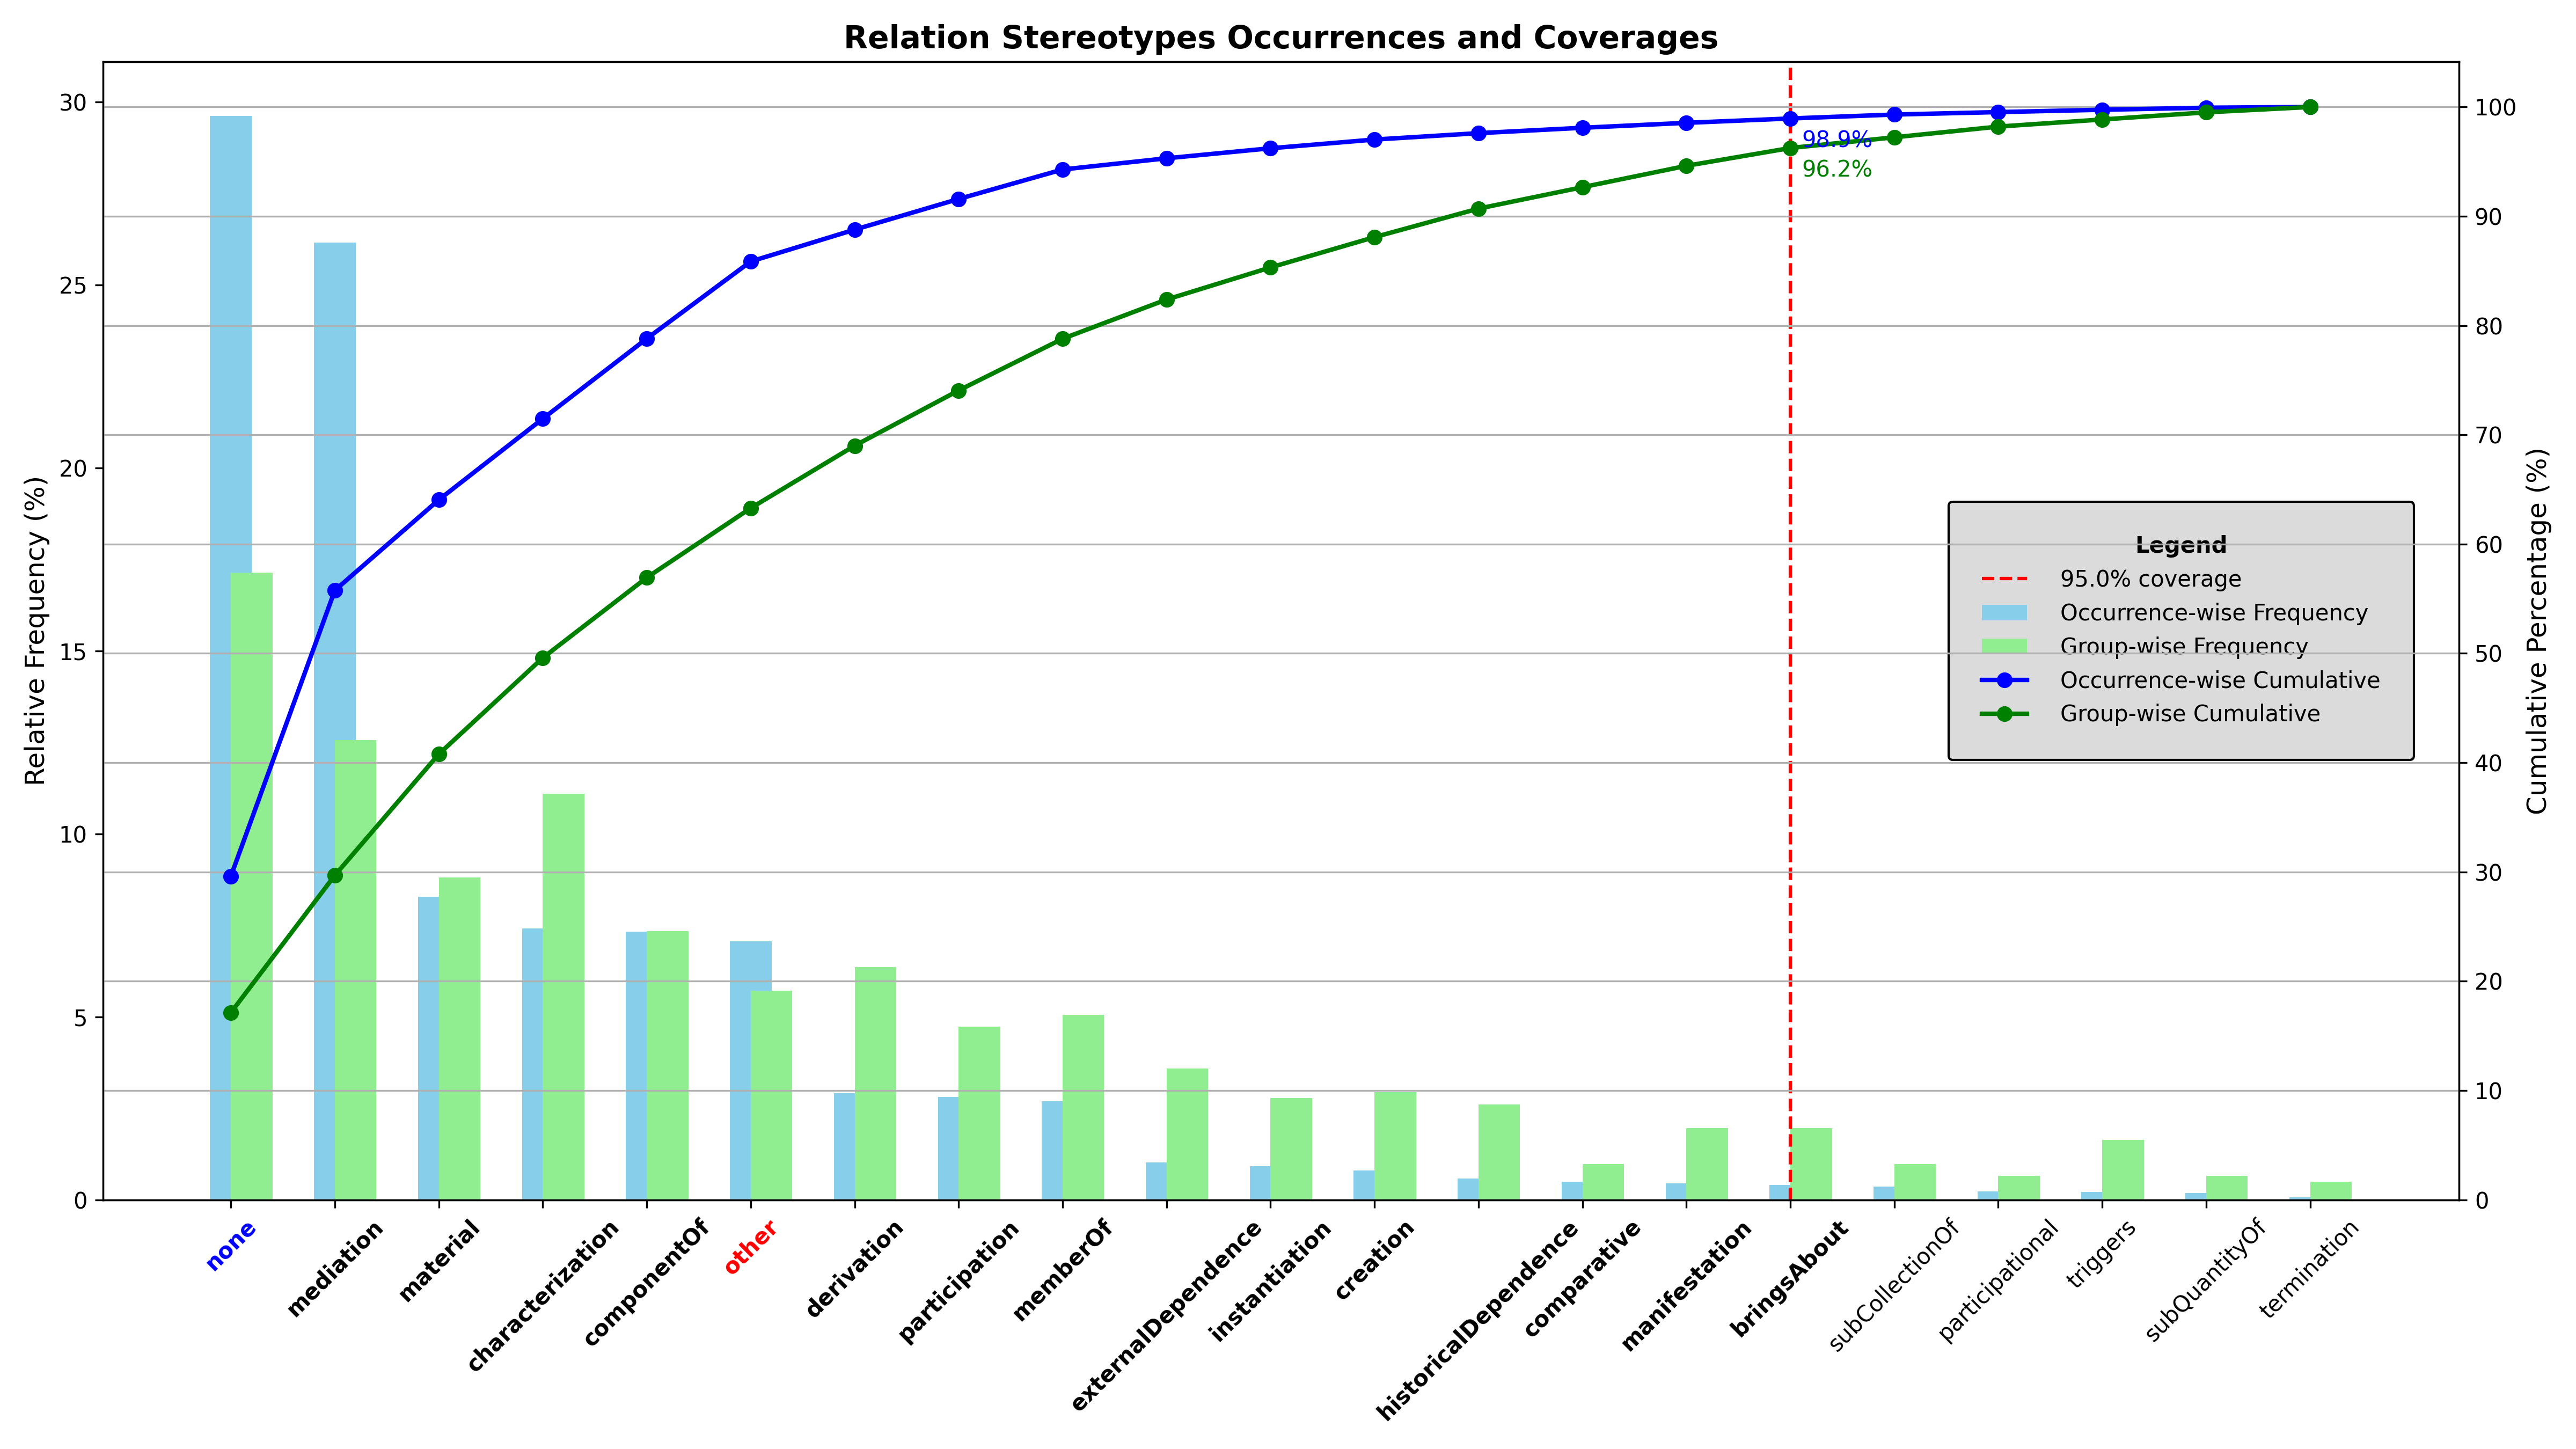 Relation Stereotypes Occurrences and Coverages
Relative Frequency (%)
30
25
20
15
10
5
0
98.9%
96.2%
Legend
95.0% coverage
Occurrence-wise Frequency
Group-wise Frequency
Occurrence-wise Cumulative
Group-wise Cumulative
100
90
80
70
60
50
40
30
20
10
0
Cumulative Percentage (%)
none
mediation
material
characterization
componentOf
other
derivation
participation
memberOf
externalDependence
instantiation
creation
historicalDependence
comparative
manifestation
bringsAbout
subCollectionOf
participational
triggers
subQuantityOf
termination